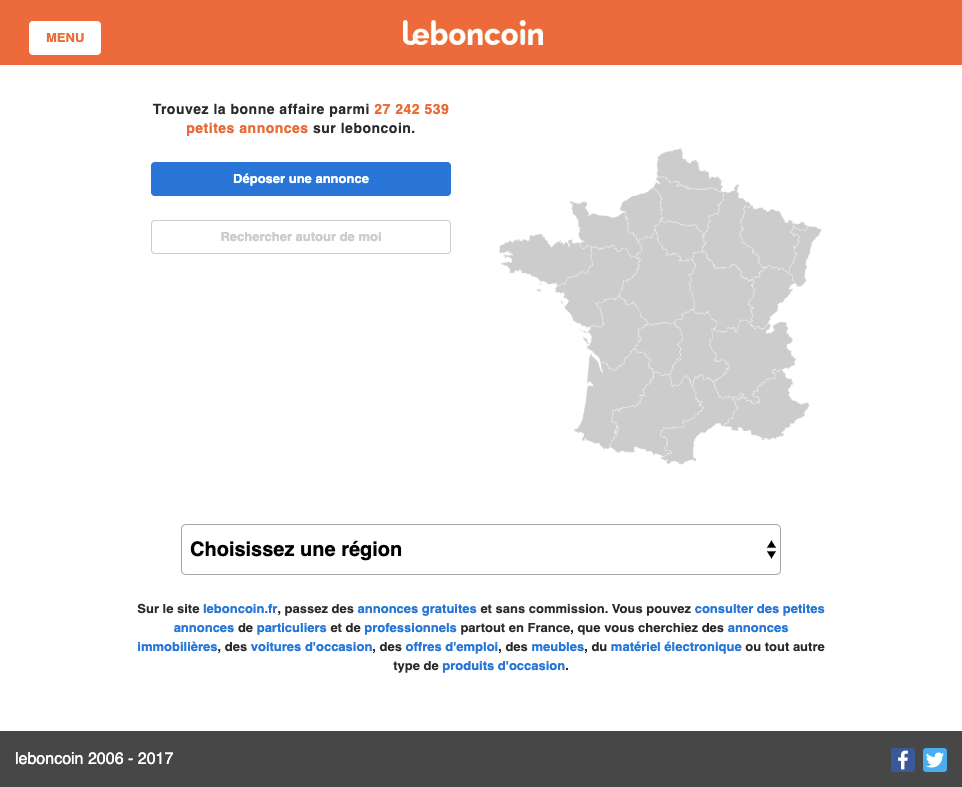 MENU
leboncoin
Trouvez la bonne affaire parmi 27 242 539
petites annonces sur leboncoin.
Déposer une annonce
Rechercher autour de moi
Choisissez une région
Sur le site leboncoin.fr, passez des annonces gratuites et sans commission. Vous pouvez consulter des petites
annonces de particuliers et de professionnels partout en France, que vous cherchiez des annonces
immobilières, des voitures d'occasion, des offres d'emploi, des meubles, du matériel électronique ou tout autre
type de produits d'occasion.
leboncoin 2006 - 2017